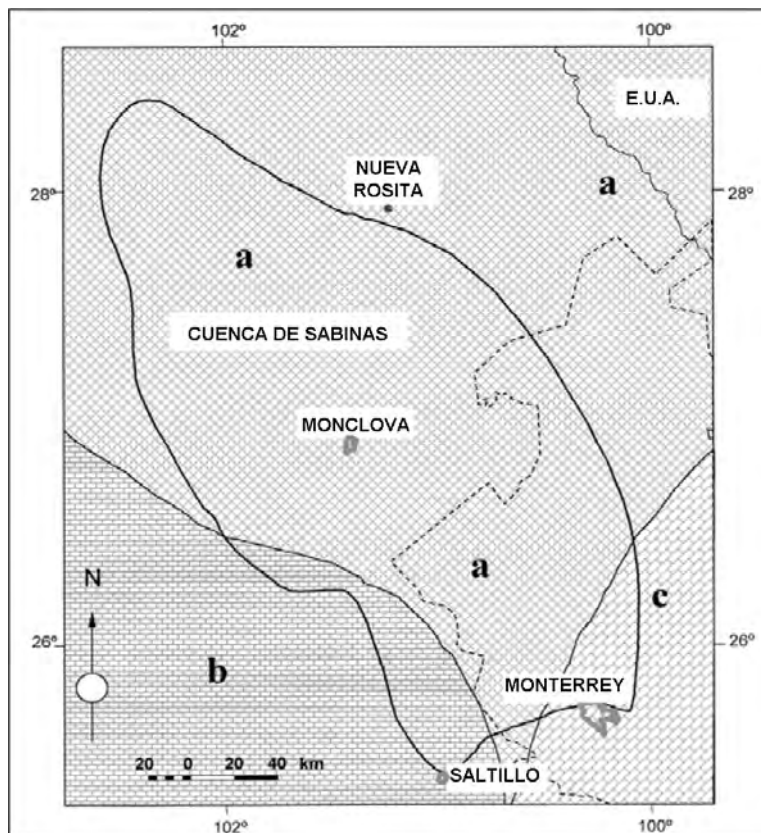 102º 100º
E.U.A.
NUEVA
ROSITA
a
28º 28º
a
CUENCA DE SABINAS
MONCLOVA
a
N
c
26º 26º
b
MONTERREY
20 0 20 40 km
SALTILLO
102º 100º